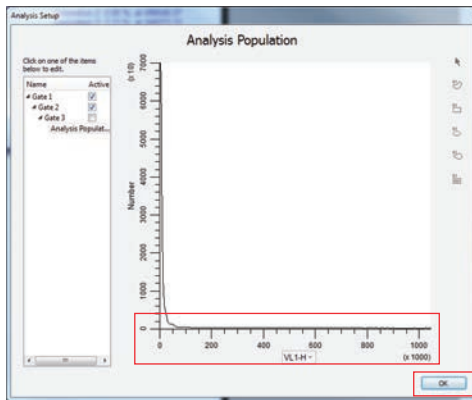 Analysis Setup
Analysis Population
Click on one of the items
below to edit.
Name Active
Gate 1
Gate 2
Gate 3
Analysis Populat...
(x 10)
7000
6000
5000
4000
3000
2000
1000
0
Number
0 200 400 600 800 1000
VL1-H
(x 1000)
OK